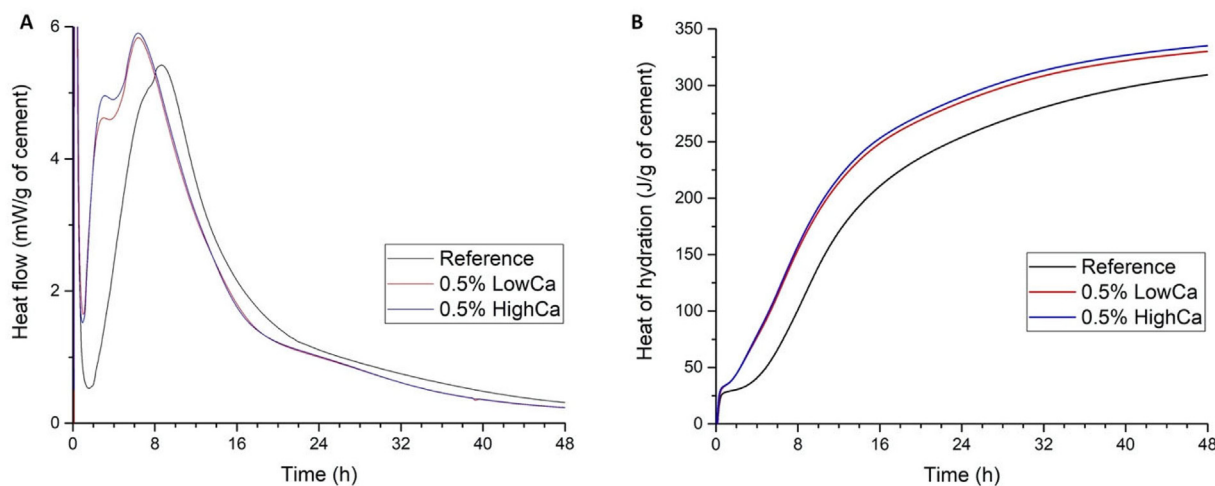 A
Heat flow (mW/g of cement)
6
4
2
0
0 8 16 24 32 40 48
Time (h)
Reference
0.5% LowCa
0.5% HighCa
B
Heat of hydration (J/g of cement)
350
300
250
200
150
100
50
0
0 8 16 24 32 40 48
Time (h)
Reference
0.5% LowCa
0.5% HighCa